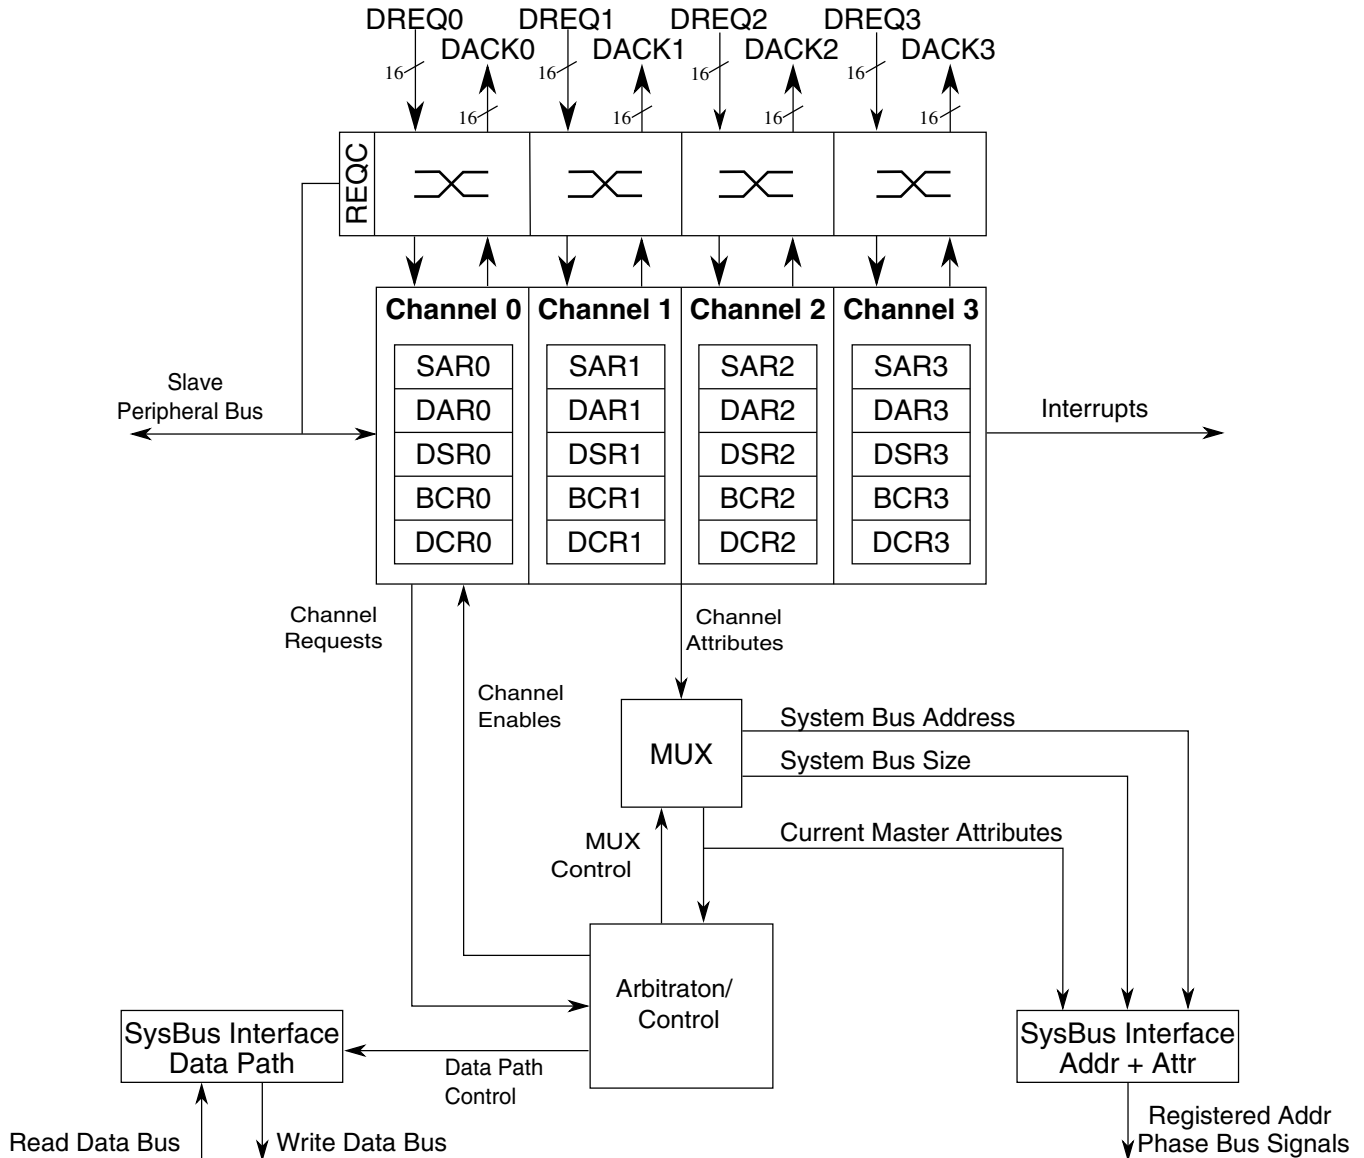 DREQ0 DREQ1 DREQ2 DREQ3
DACK0 DACK1 DACK2 DACK3
16 16 16 16
16 16 16 16
REQC
Channel 0 Channel 1 Channel 2 Channel 3
SAR0 SAR1 SAR2 SAR3
DAR0 DAR1 DAR2 DAR3
DSR0 DSR1 DSR2 DSR3
BCR0 BCR1 BCR2 BCR3
DCR0 DCR1 DCR2 DCR3
Slave
Peripheral Bus
Interrupts
Channel
Requests
Channel
Attributes
Channel
Enables
MUX
System Bus Address
System Bus Size
Current Master Attributes
MUX
Control
Arbitraton/
Control
SysBus Interface
Data Path
Data Path
Control
SysBus Interface
Addr + Attr
Read Data Bus
Write Data Bus
Registered Addr
Phase Bus Signals